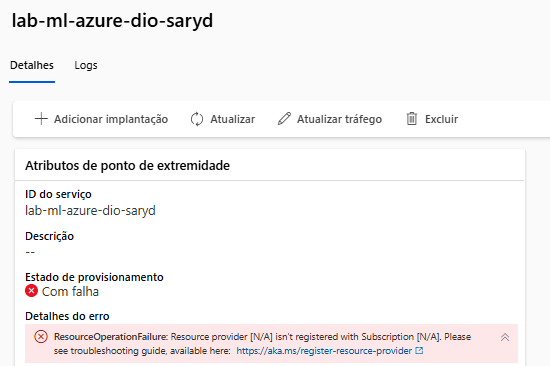 lab-ml-azure-dio-saryd
Detalhes Logs
Adicionar implantação Atualizar Atualizar tráfego Excluir
Atributos de ponto de extremidade
ID do serviço
lab-ml-azure-dio-saryd
Descrição
--
Estado de provisionamento
Com falha
Detalhes do erro
ResourceOperationFailure: Resource provider [N/A] isn't registered with Subscription [N/A]. Please
see troubleshooting guide, available here: https://aka.ms/register-resource-provider